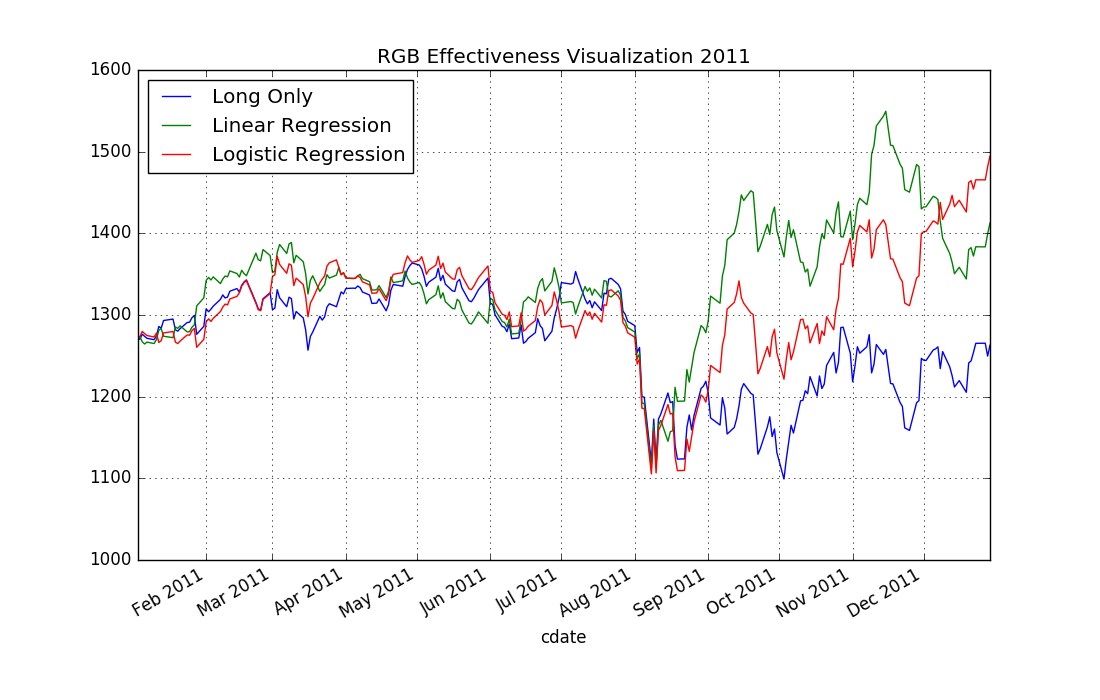 RGB Effectiveness Visualization 2011
Long Only
Linear Regression
Logistic Regression
1600
1500
1400
1300
1200
1100
1000
Feb 2011
Mar 2011
Apr 2011
May 2011
Jun 2011
Jul 2011
Aug 2011
Sep 2011
Oct 2011
Nov 2011
Dec 2011
cdate